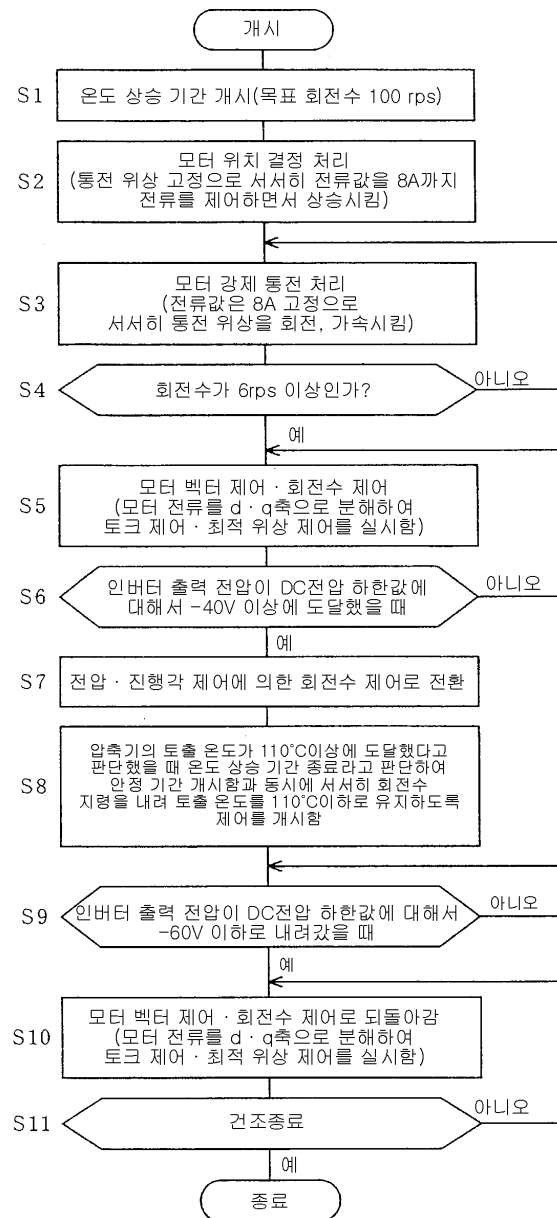 개시
S1
온도 상승 기간 개시(목표 회전수 100 rps)
S2
모터 위치 결정 처리
(통전 위상 고정으로 서서히 전류값을 8A까지
전류를 제어하면서 상승시킴)
S3
모터 강제 통전 처리
(전류값은 8A 고정으로
서서히 통전 위상을 회전, 가속시킴)
S4
회전수가 6rps 이상인가?
아니오
예
S5
모터 벡터 제어 · 회전수 제어
(모터 전류를 d · q축으로 분해하여
토크 제어 · 최적 위상 제어를 실시함)
S6
인버터 출력 전압이 DC전압 하한값에
대해서 -40V 이상에 도달했을 때
아니오
예
S7
전압 · 진행각 제어에 의한 회전수 제어로 전환
S8
압축기의 토출 온도가 110°C이상에 도달했다고
판단했을 때 온도 상승 기간 종료라고 판단하여
안정 기간 개시함과 동시에 서서히 회전수
지령을 내려 토출 온도를 110°C이하로 유지하도록
제어를 개시함
S9
인버터 출력 전압이 DC전압 하한값에 대해서
-60V 이하로 내려갔을 때
아니오
예
S10
모터 벡터 제어 · 회전수 제어로 되돌아감
(모터 전류를 d · q축으로 분해하여
토크 제어 · 최적 위상 제어를 실시함)
S11
건조종료
아니오
예
종료